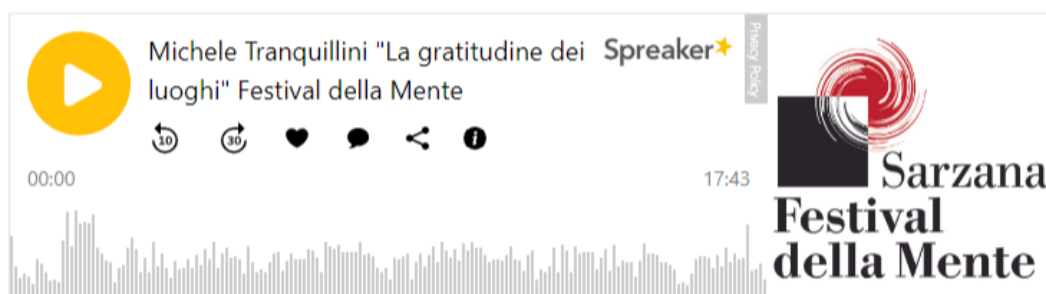 Michele Tranquillini "La gratitudine dei
luoghi" Festival della Mente
Spreaker
Privacy Policy
10
30
00:00
17:43
Sarzana
Festival
della Mente